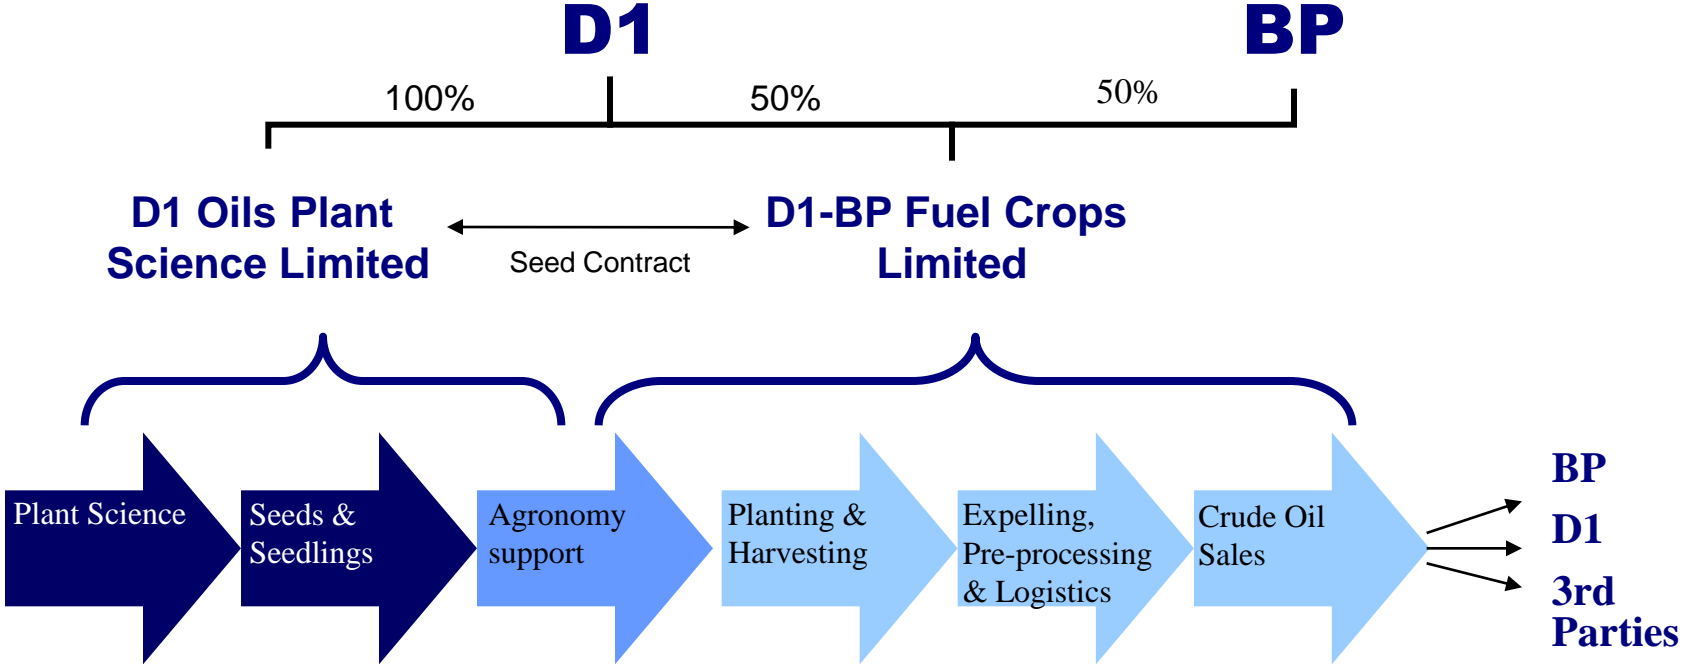 D1
BP
100%
50%
50%
D1 Oils Plant
Science Limited
Seed Contract
D1-BP Fuel Crops
Limited
Plant Science
Seeds &
Seedlings
Agronomy
support
Planting &
Harvesting
Expelling,
Pre-processing
& Logistics
Crude Oil
Sales
BP
D1
3rd
Parties